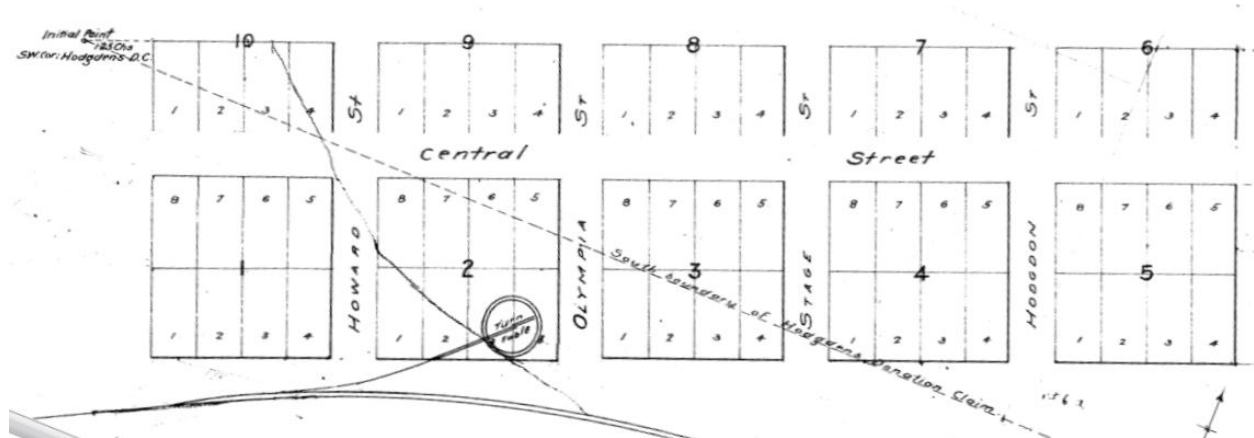 Initial Point
1.23 Chs
SW. Cor. Hodgdens D.C.
10 9 8 7 6
1 2 3 4 1 2 3 4 1 2 3 4 1 2 3 4 1 2 3 4
St ST ST ST
Central Street
8 7 6 5 8 7 6 5 8 7 6 5 8 7 6 5 8 7 6 5
HOWARD
OLYMPIA
STAGE
HODGDON
1 2 3 4 5
South boundary of Hodgdens Donation Claim
Turn
table
1 2 3 4 1 2 1 2 3 4 1 2 3 4 1 2 3 4